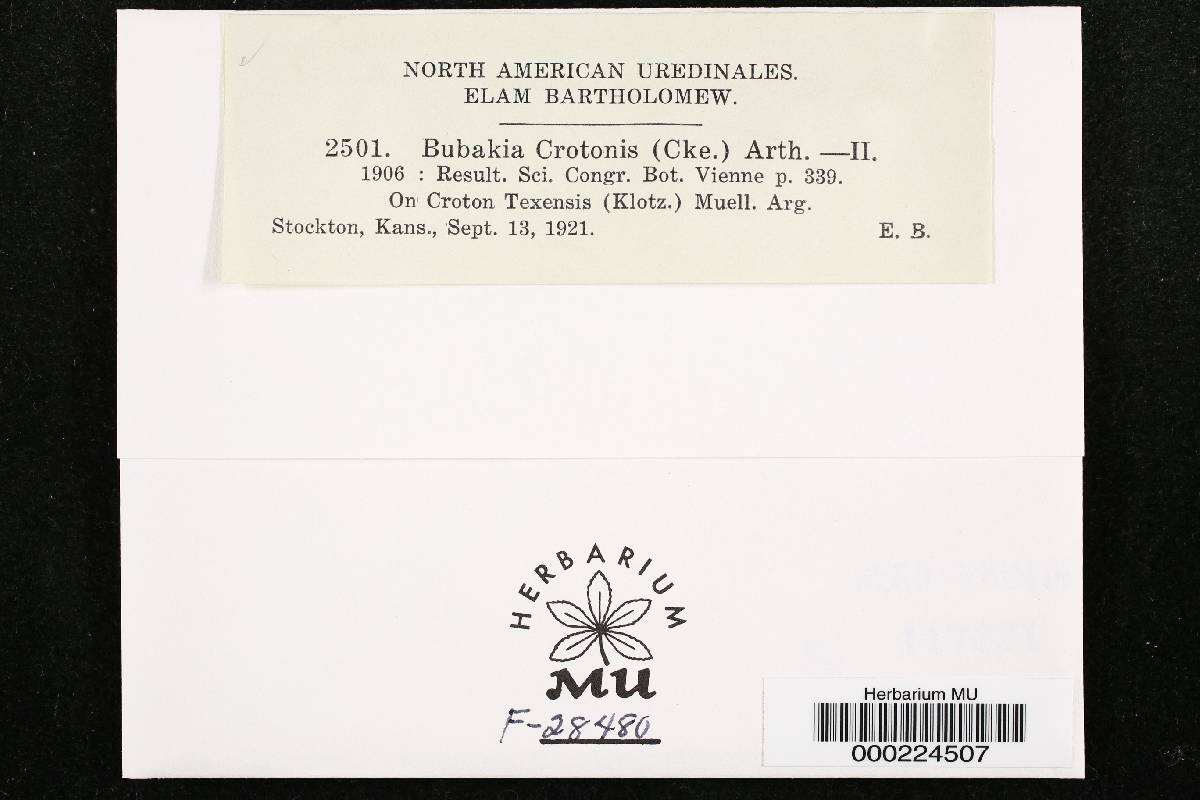 NORTH AMERICAN UREDINALES.
ELAM BARTHOLOMEW.
2501. Bubakia Crotonis (Cke.) Arth. —II.
1906 : Result. Sci. Congr. Bot. Vienne p. 339.
On Croton Texensis (Klotz.) Muell. Arg.
Stockton, Kans., Sept. 13, 1921. E. B.
HERBARIUM
MU
F-28480
Herbarium MU
000224507